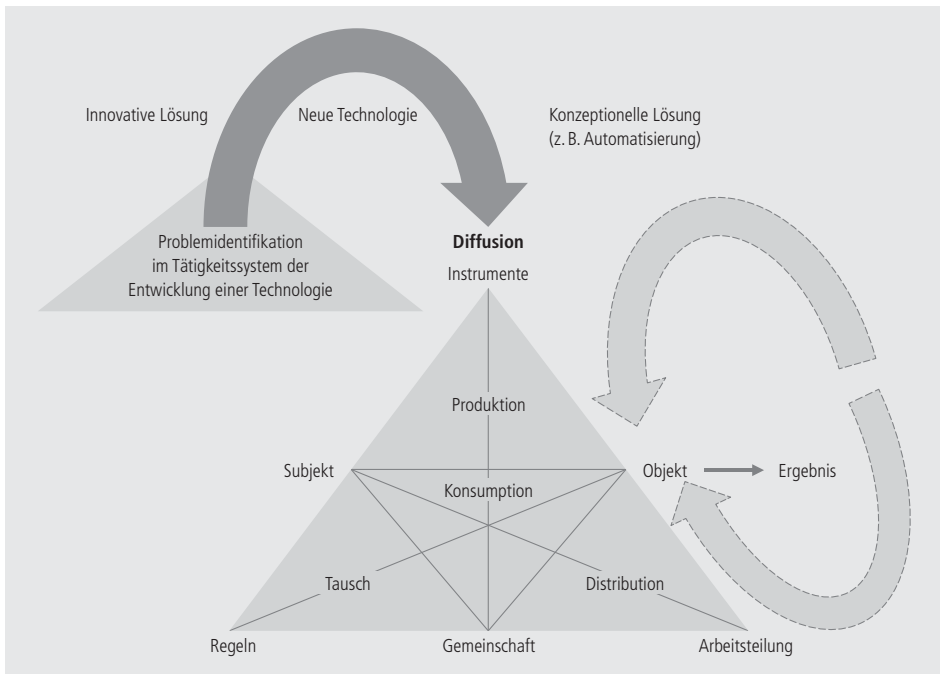 Innovative Lösung
Neue Technologie
Konzeptionelle Lösung
(z. B. Automatisierung)
Problemidentifikation
im Tätigkeitssystem der
Entwicklung einer Technologie
Diffusion
Instrumente
Produktion
Subjekt
Objekt
Ergebnis
Konsumption
Tausch
Distribution
Regeln
Gemeinschaft
Arbeitsteilung